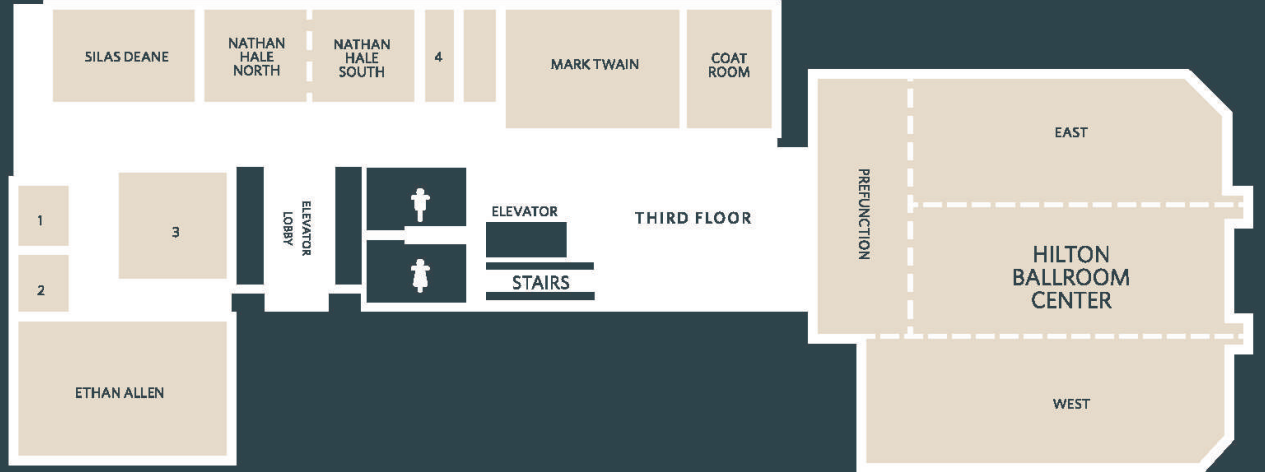 SILAS DEANE
NATHAN
HALE
NORTH
NATHAN
HALE
SOUTH
4
MARK TWAIN
COAT
ROOM
EAST
PREFUNCTION
1
3
ELEVATOR
LOBBY
ELEVATOR
THIRD FLOOR
HILTON
BALLROOM
CENTER
2
STAIRS
ETHAN ALLEN
WEST